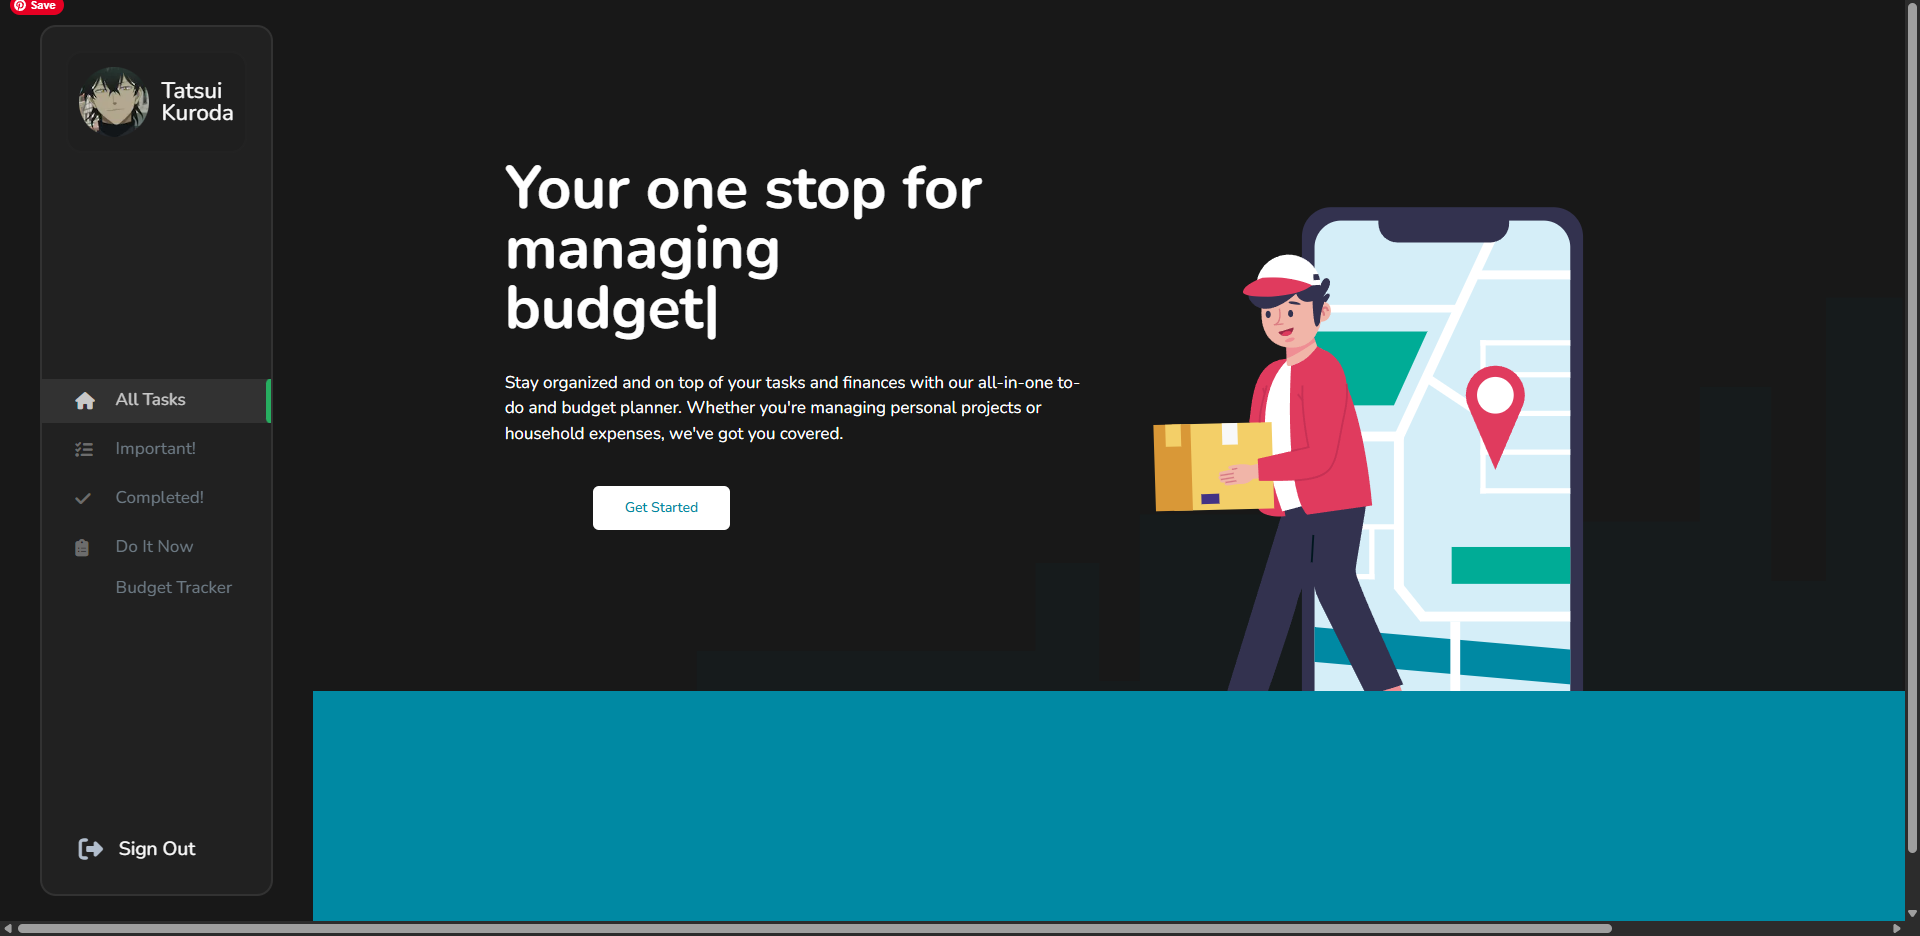 Save
Tatsui
Kuroda
All Tasks
Important!
Completed!
Do It Now
Budget Tracker
Sign Out
Your one stop for
managing
budget|
Stay organized and on top of your tasks and finances with our all-in-one to-
do and budget planner. Whether you're managing personal projects or
household expenses, we've got you covered.
Get Started